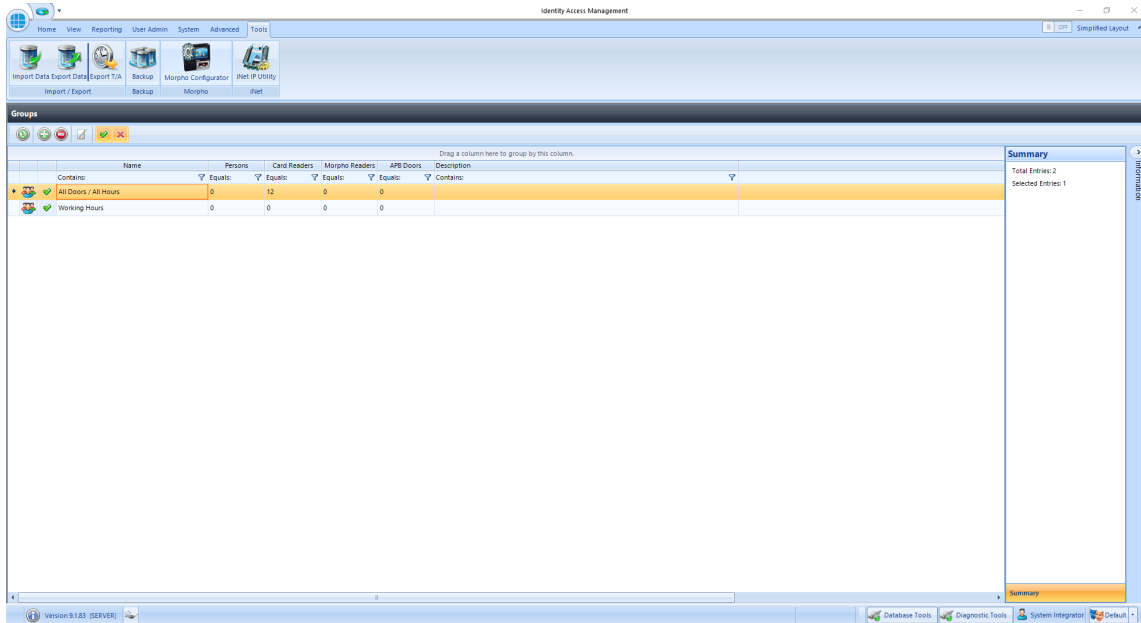 Identity Access Management
Home View Reporting User Admin System Advanced Tools
OFF Simplified Layout
Import Data Export Data Export T/A Backup Morpho Configurator iNet IP Utility
Import / Export Backup Morpho iNet
Groups
Drag a column here to group by this column.
Name Persons Card Readers Morpho Readers APB Doors Description
Contains: Equals: Equals: Equals: Equals: Contains:
All Doors / All Hours 0 12 0 0
Working Hours 0 0 0 0
Summary
Total Entries: 2
Selected Entries: 1
Information
Summary
Version 9.1.83 (SERVER)
Database Tools Diagnostic Tools System Integrator Default